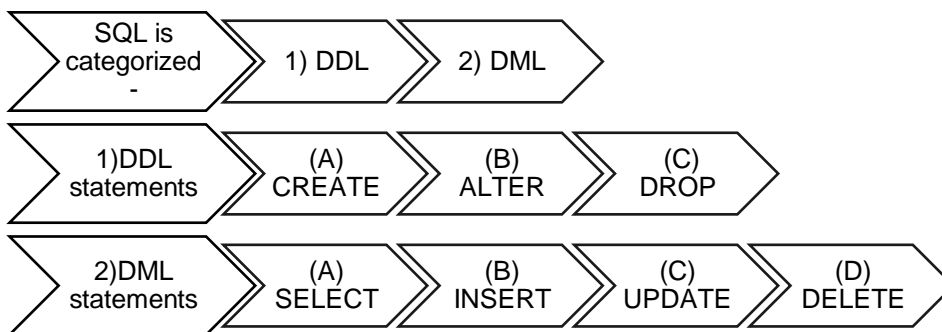 SQL is
categorized
-
1) DDL
2) DML
1)DDL
statements
(A)
CREATE
(B)
ALTER
(C)
DROP
2)DML
statements
(A)
SELECT
(B)
INSERT
(C)
UPDATE
(D)
DELETE